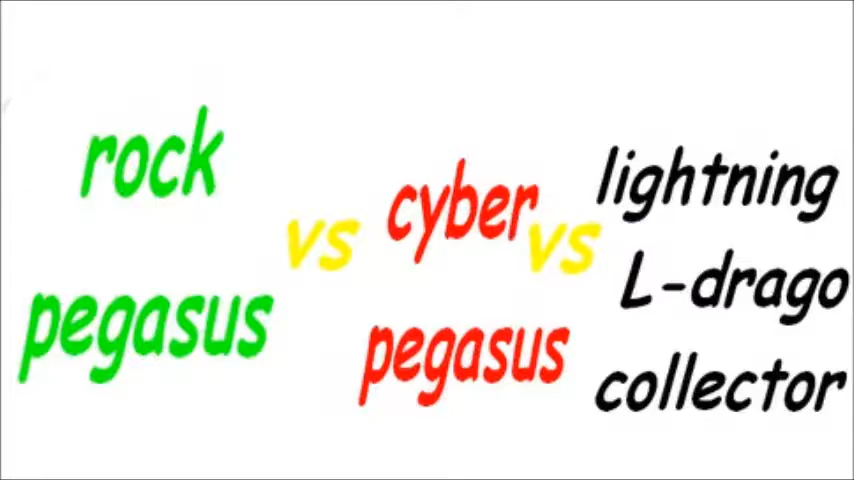 rock
pegasus
vs
cyber
pegasus
vs
lightning
L-drago
collector